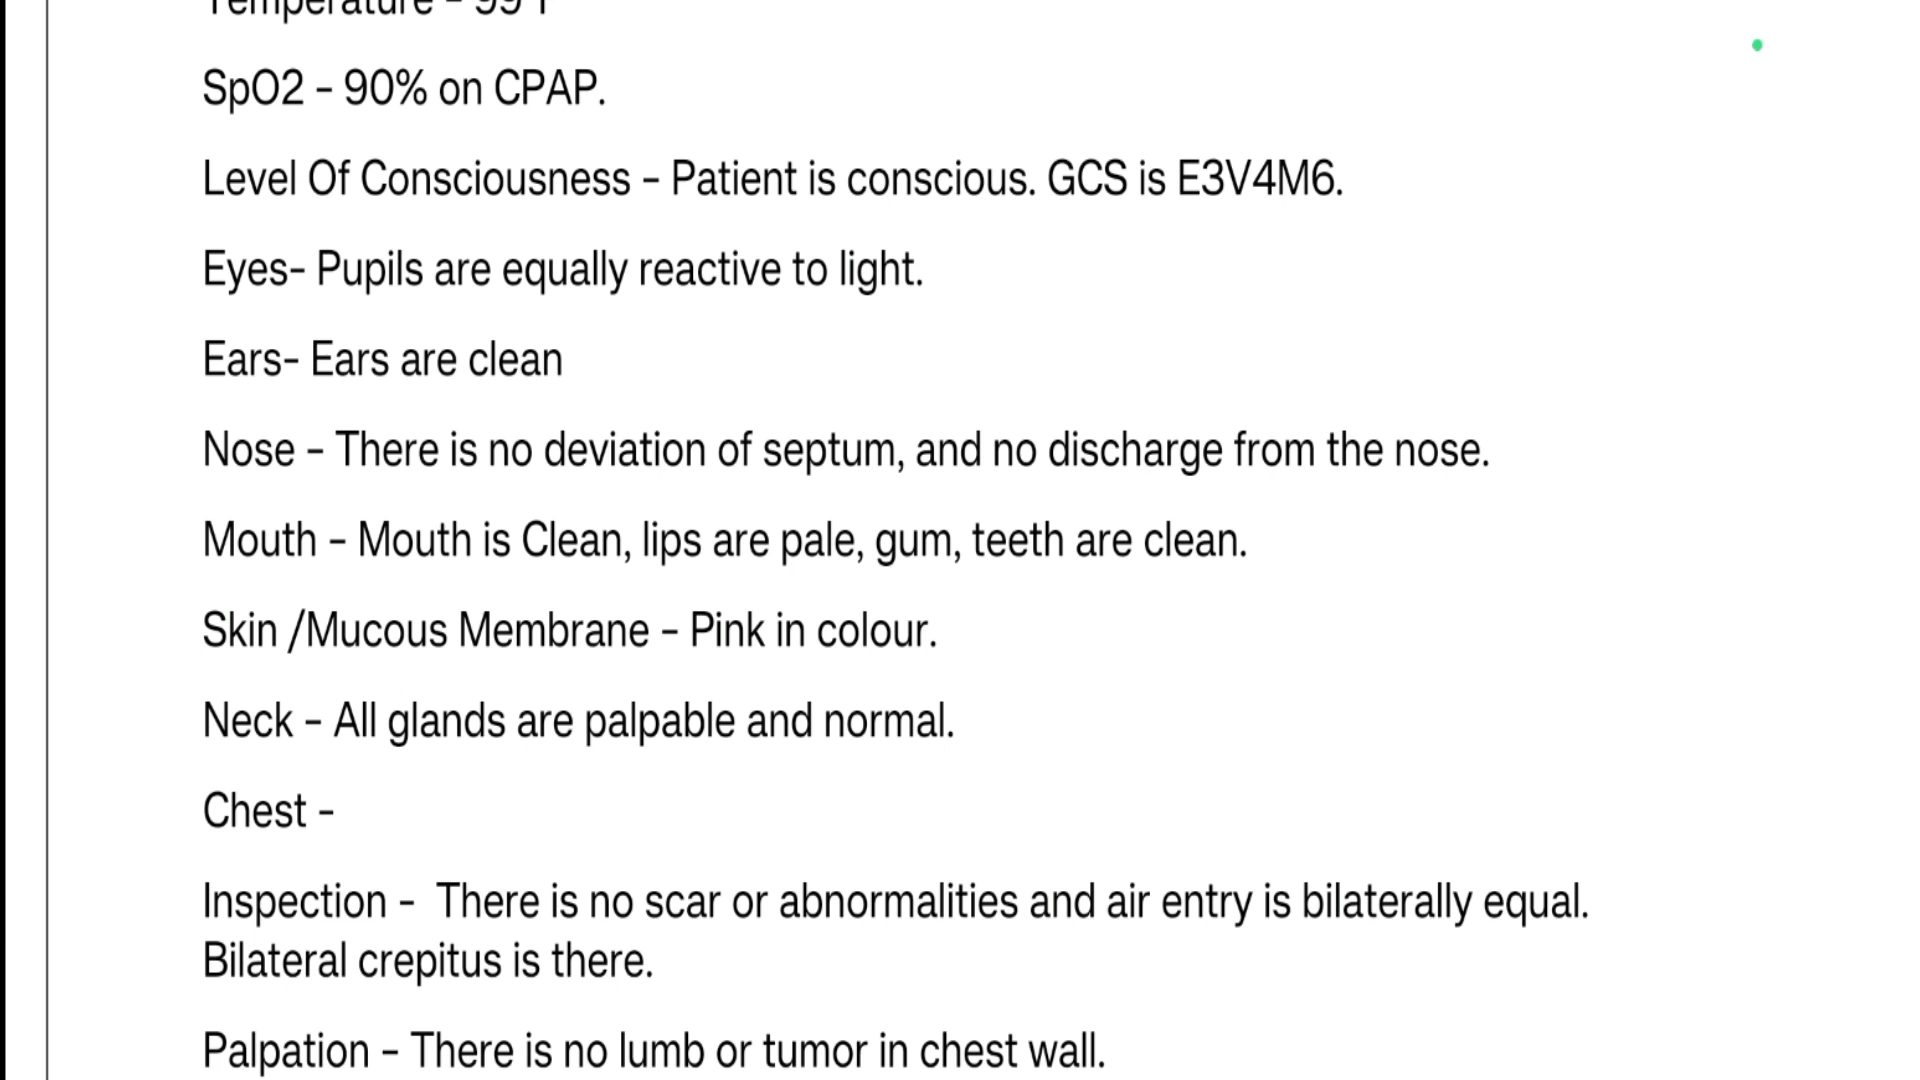 Temperature – 99°F
SpO2 – 90% on CPAP.
Level Of Consciousness – Patient is conscious. GCS is E3V4M6.
Eyes– Pupils are equally reactive to light.
Ears– Ears are clean
Nose – There is no deviation of septum, and no discharge from the nose.
Mouth – Mouth is Clean, lips are pale, gum, teeth are clean.
Skin /Mucous Membrane – Pink in colour.
Neck – All glands are palpable and normal.
Chest –
Inspection –  There is no scar or abnormalities and air entry is bilaterally equal.
Bilateral crepitus is there.
Palpation – There is no lumb or tumor in chest wall.